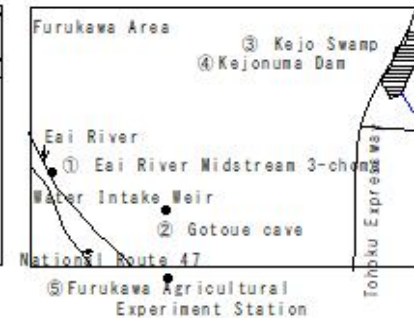 Furukawa Area
③ Kejo Swamp
④Kejonuma Dam
Eai River
① Eai River Midstream 3-chome
Water Intake Weir
② Gotoue cave
National Route 47
⑤Furukawa Agricultural
Experiment Station
Tohoku Expressway